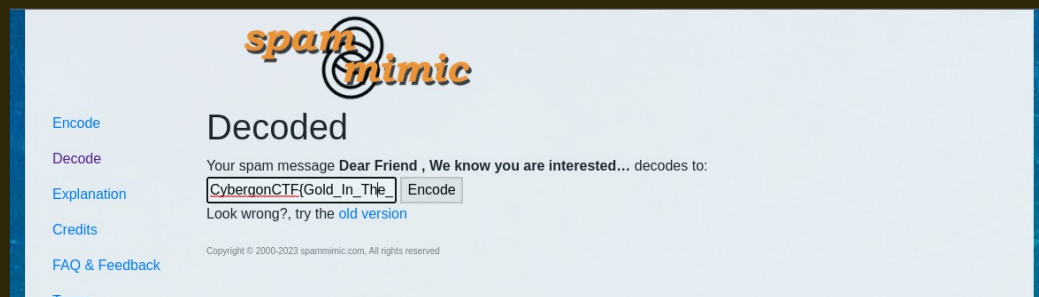 spam
mimic
Encode
Decode
Explanation
Credits
FAQ & Feedback
Decoded
Your spam message Dear Friend , We know you are interested… decodes to:
CybergonCTF{Gold_In_The_ Encode
Look wrong?, try the old version
Copyright © 2000-2023 spammimic.com, All rights reserved